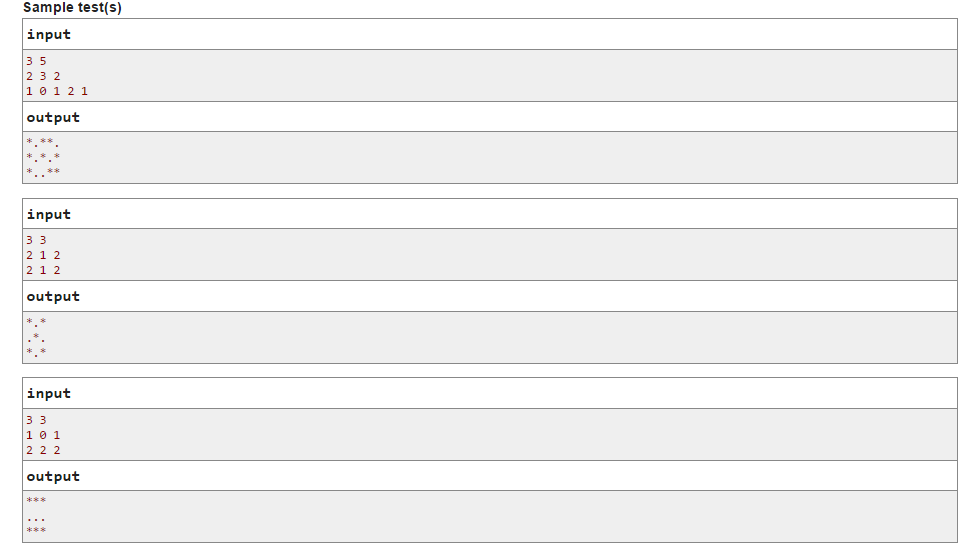 Sample test(s)
input
3 5
2 3 2
1 0 1 2 1
output
*.**.
*.*.*
*..**
input
3 3
2 1 2
2 1 2
output
*.*
.*.
*.*
input
3 3
1 0 1
2 2 2
output
***
...
***